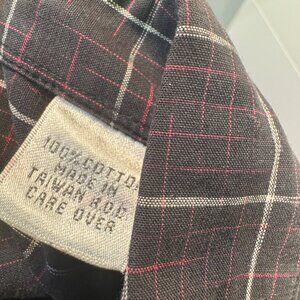 100% COTTON
MADE IN
TAIWAN R.O.C.
CARE OVER